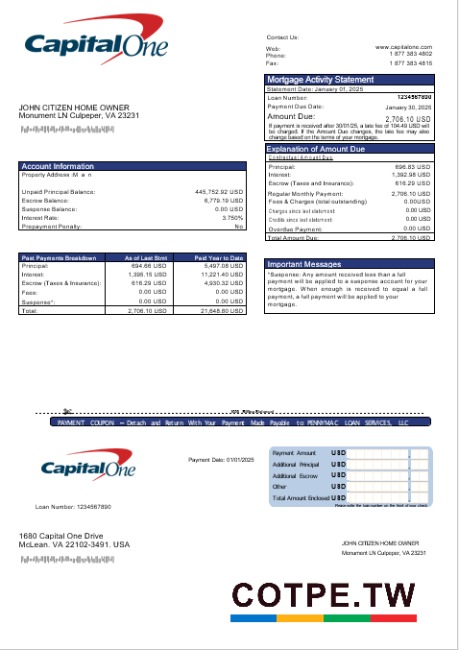 Capital One
Contact Us:
Web: www.capitalone.com
Phone: 1 877 383 4802
Fax: 1 877 383 4816
Mortgage Activity Statement
Statement Date: January 01, 2025
Loan Number: 1234567890
Payment Due Date: January 30, 2025
Amount Due: 2,706.10 USD
If payment is received after 30/01/25, a late fee of 104.49 USD will
be charged. If the Amount Due changes, the late fee may also
change based on the terms of your mortgage.
JOHN CITIZEN HOME OWNER
Monument LN Culpeper, VA 23231
Explanation of Amount Due
Contractual Amount Due
Principal: 696.83 USD
Interest: 1,392.98 USD
Escrow (Taxes and Insurance): 616.29 USD
Regular Monthly Payment: 2,706.10 USD
Fees & Charges (total outstanding) 0.00USD
Charges since last statement: 0.00 USD
Credits since last statement: 0.00 USD
Overdue Payment: 0.00 USD
Total Amount Due: 2,706.10 USD
Account Information
Property Address :M a n
Unpaid Principal Balance: 445,752.92 USD
Escrow Balance: 6,779.19 USD
Suspense Balance: 0.00 USD
Interest Rate: 3.750%
Prepayment Penalty: No
Past Payments Breakdown As of Last Stmt Paid Year to Date
Principal: 694.66 USD 5,497.08 USD
Interest: 1,395.15 USD 11,221.40 USD
Escrow (Taxes & Insurance): 616.29 USD 4,930.32 USD
Fees: 0.00 USD 0.00 USD
Suspense*: 0.00 USD 0.00 USD
Total: 2,706.10 USD 21,648.80 USD
Important Messages
*Suspense: Any amount received less than a full
payment will be applied to a suspense account for your
mortgage. When enough is received to equal a full
payment, a full payment will be applied to your
mortgage.
PAYMENT COUPON – Detach and Return With Your Payment Made Payable to PENNYMAC LOAN SERVICES, LLC
Capital One
Payment Date: 01/01/2025
Payment Amount USD
Additional Principal USD
Additional Escrow USD
Other USD
Total Amount Enclosed USD
Please write the loan number on the front of your check
Loan Number: 1234567890
1680 Capital One Drive
McLean. VA 22102-3491. USA
JOHN CITIZEN HOME OWNER
Monument LN Culpeper, VA 23231
COTPE.TW